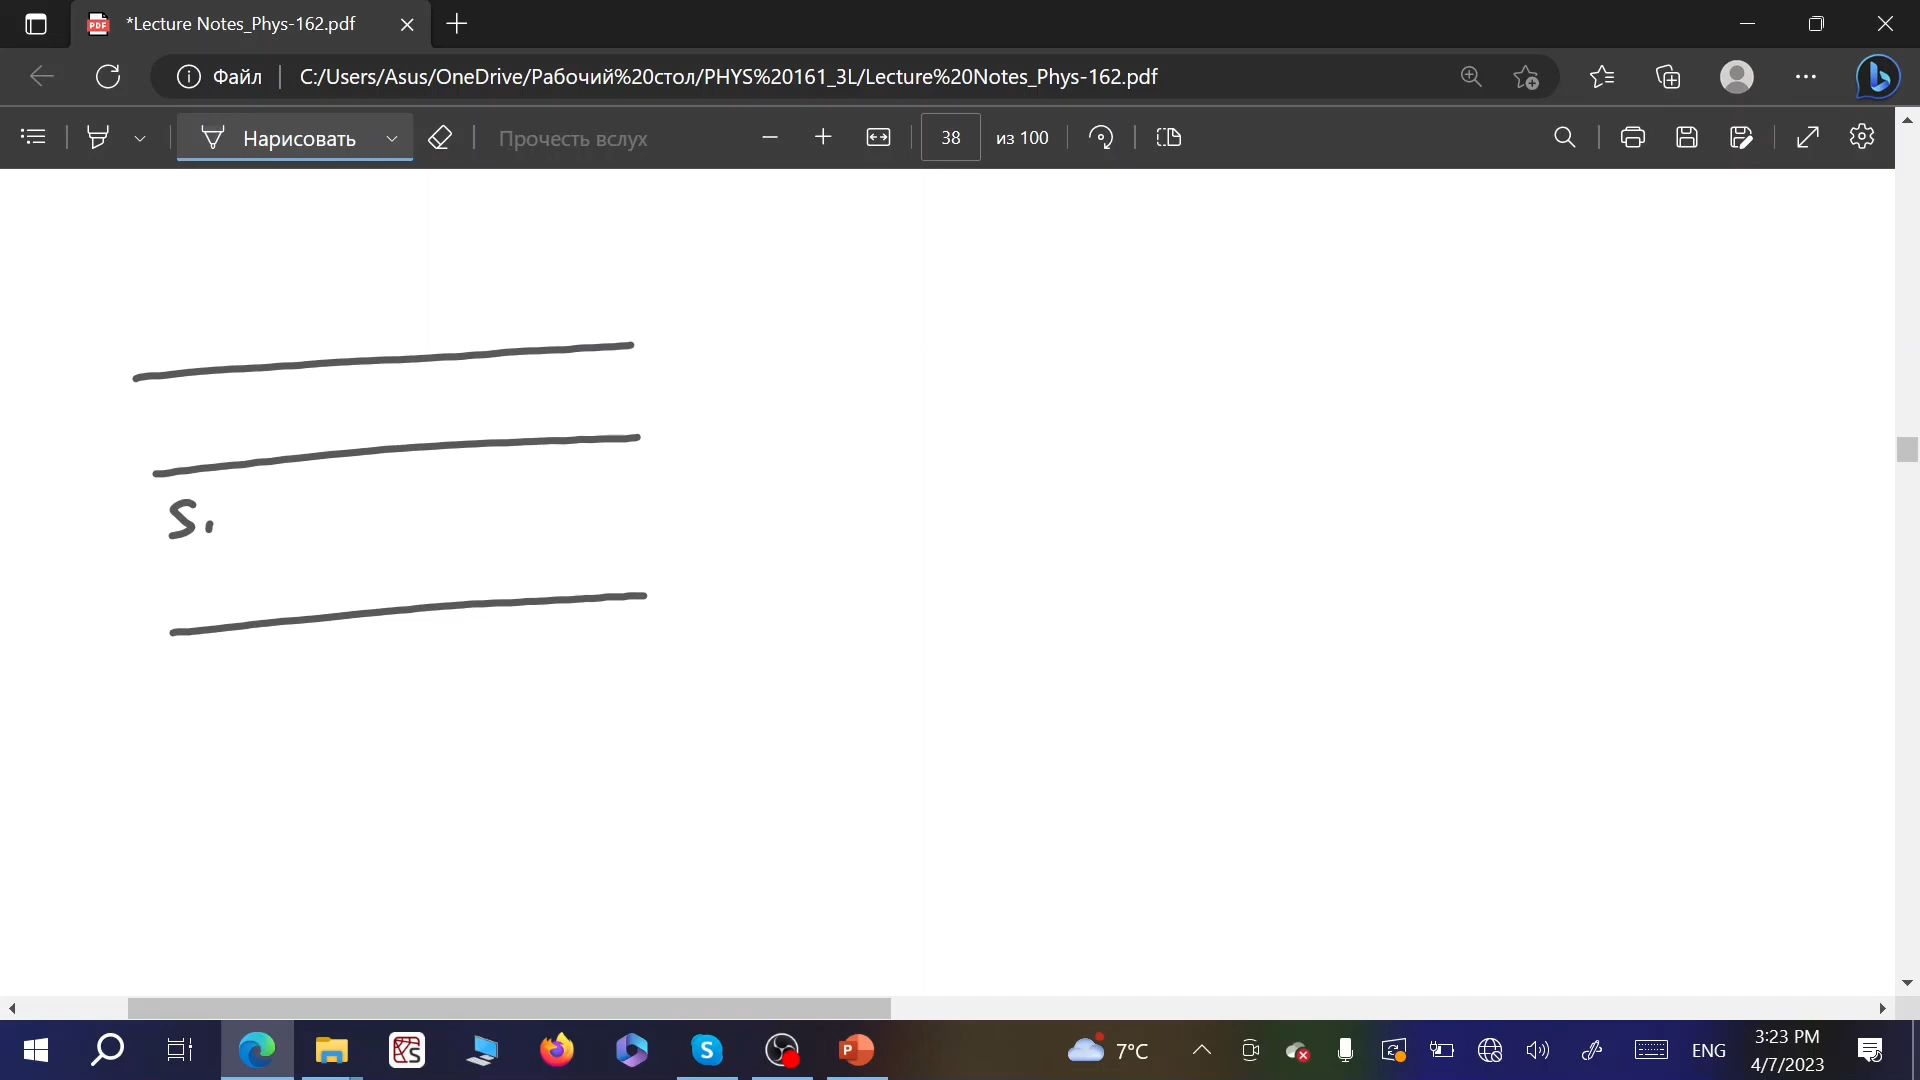 *Lecture Notes_Phys-162.pdf
Файл C:/Users/Asus/OneDrive/Рабочий%20стол/PHYS%20161_3L/Lecture%20Notes_Phys-162.pdf
Нарисовать Прочесть вслух 38 из 100
S.
7°C ENG 3:23 PM
4/7/2023